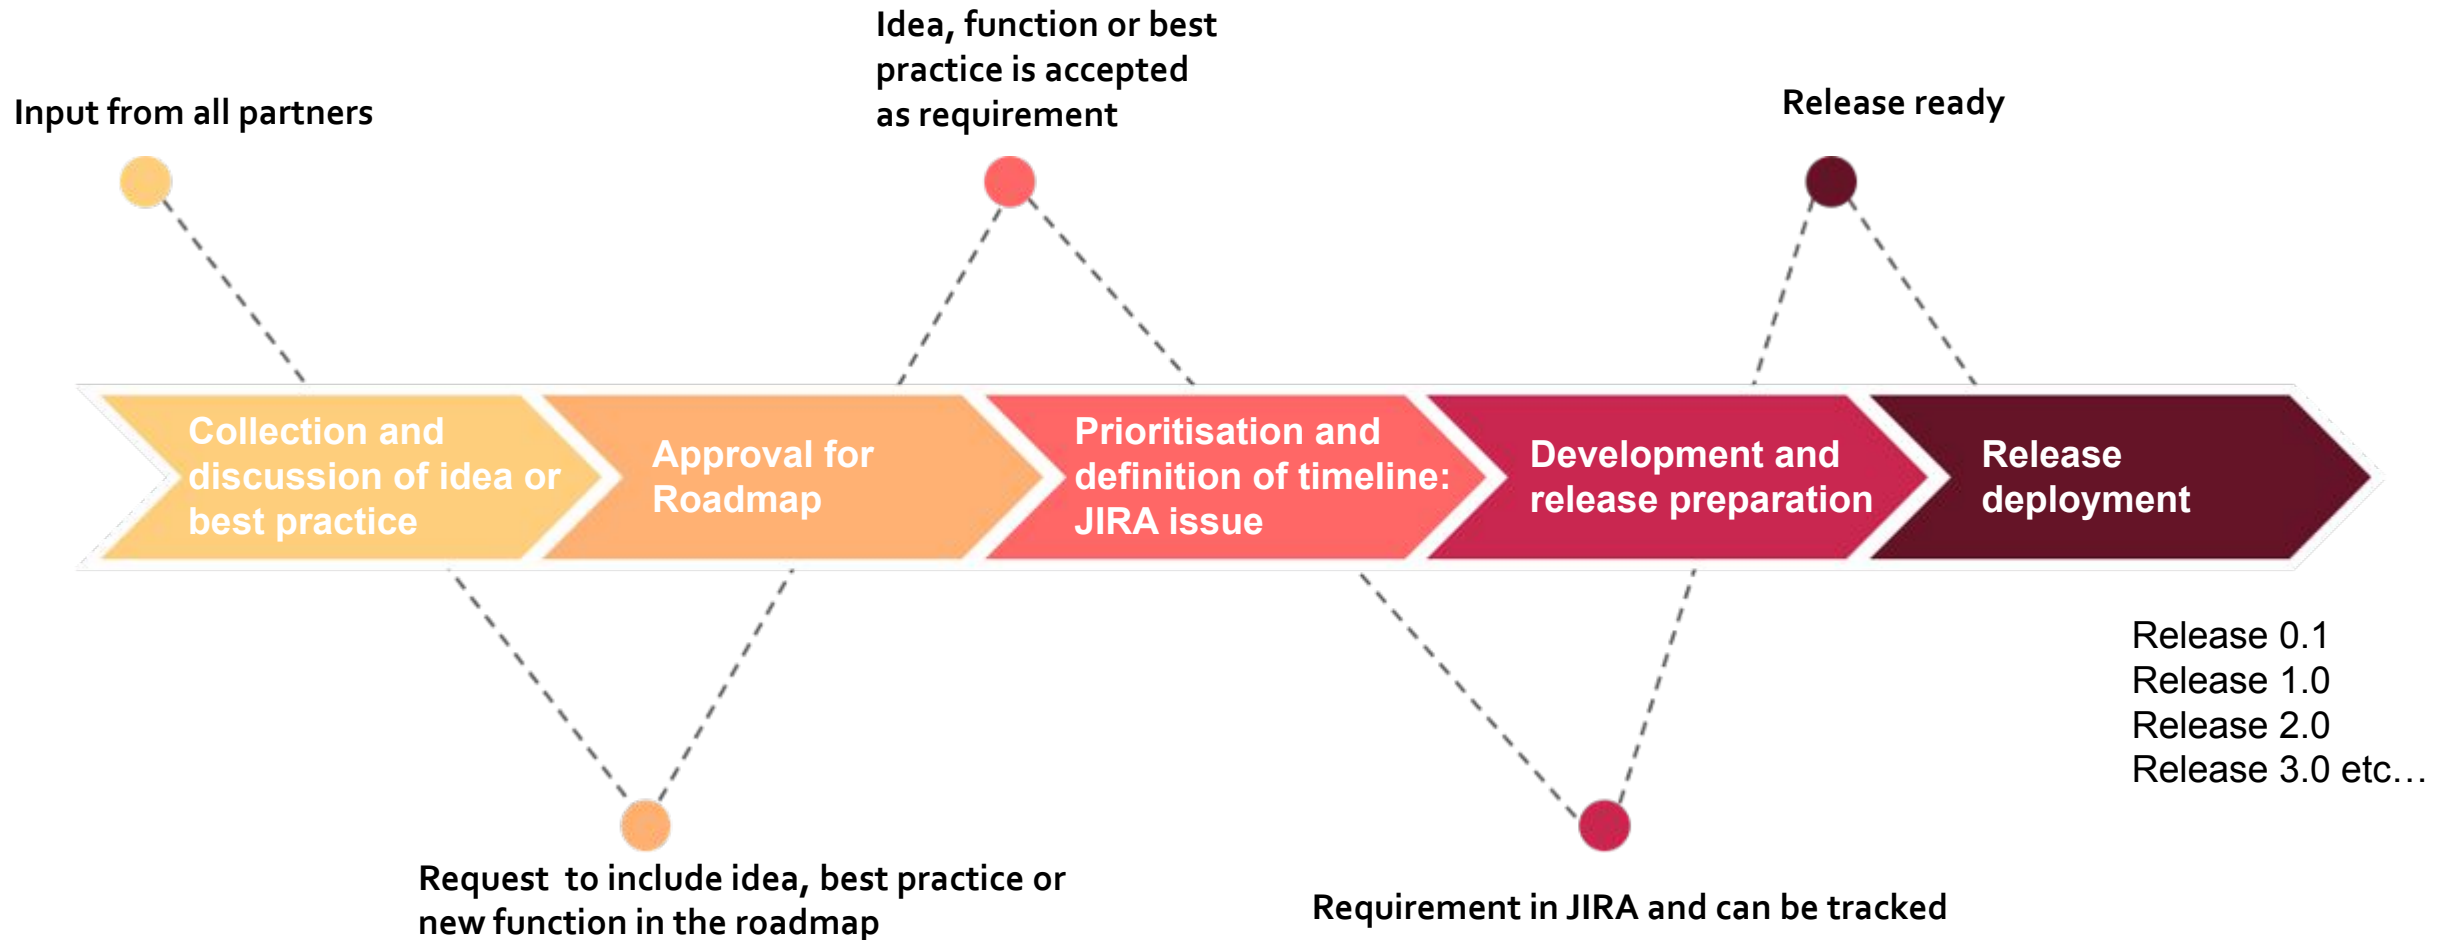 Idea, function or best
practice is accepted
as requirement
Input from all partners
Release ready
Collection and
discussion of idea or
best practice
Approval for
Roadmap
Prioritisation and
definition of timeline:
JIRA issue
Development and
release preparation
Release
deployment
Release 0.1
Release 1.0
Release 2.0
Release 3.0 etc…
Request  to include idea, best practice or
new function in the roadmap
Requirement in JIRA and can be tracked